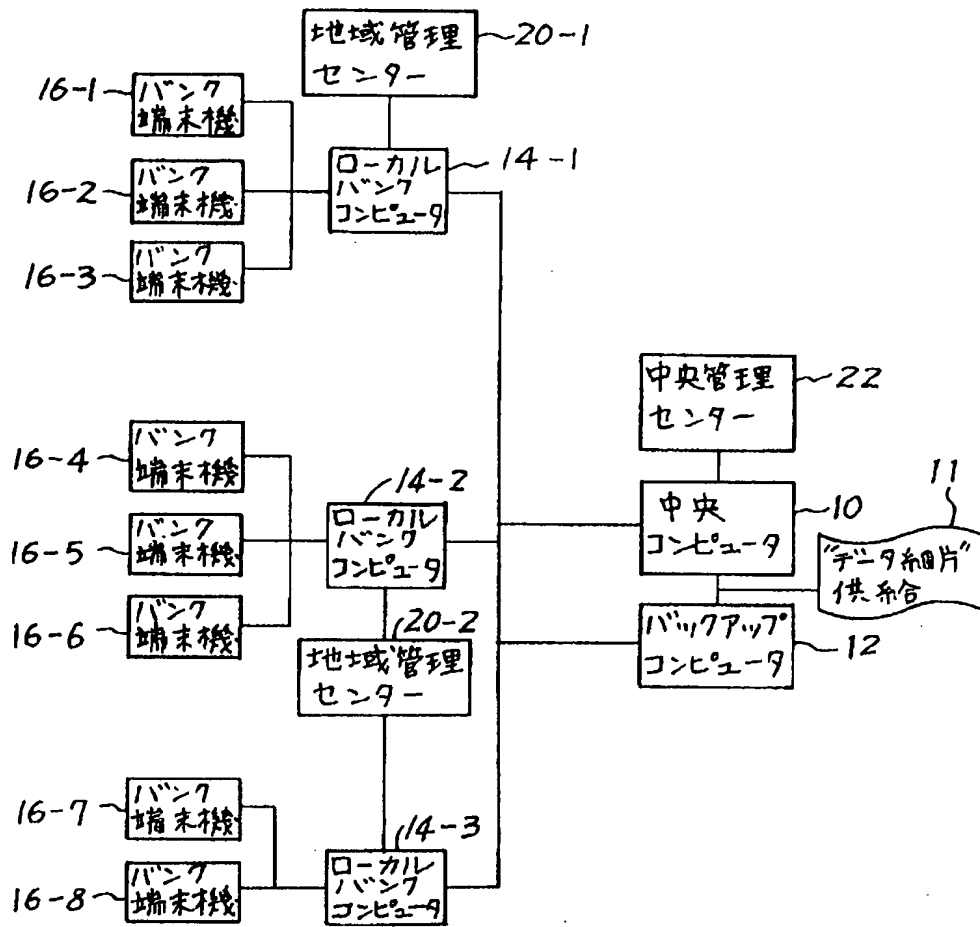 地域管理
センター
20-1
16-1
バンク
端末機
16-2
バンク
端末機
16-3
バンク
端末機
ローカル
バンク
コンピュータ
14-1
中央管理
センター
22
16-4
バンク
端末機
16-5
バンク
端末機
16-6
バンク
端末機
14-2
ローカル
バンク
コンピュータ
中央
コンピュータ
10
11
"データ細片"
供給
バックアップ
コンピュータ
12
20-2
地域管理
センター
16-7
バンク
端末機
16-8
バンク
端末機
14-3
ローカル
バンク
コンピュータ